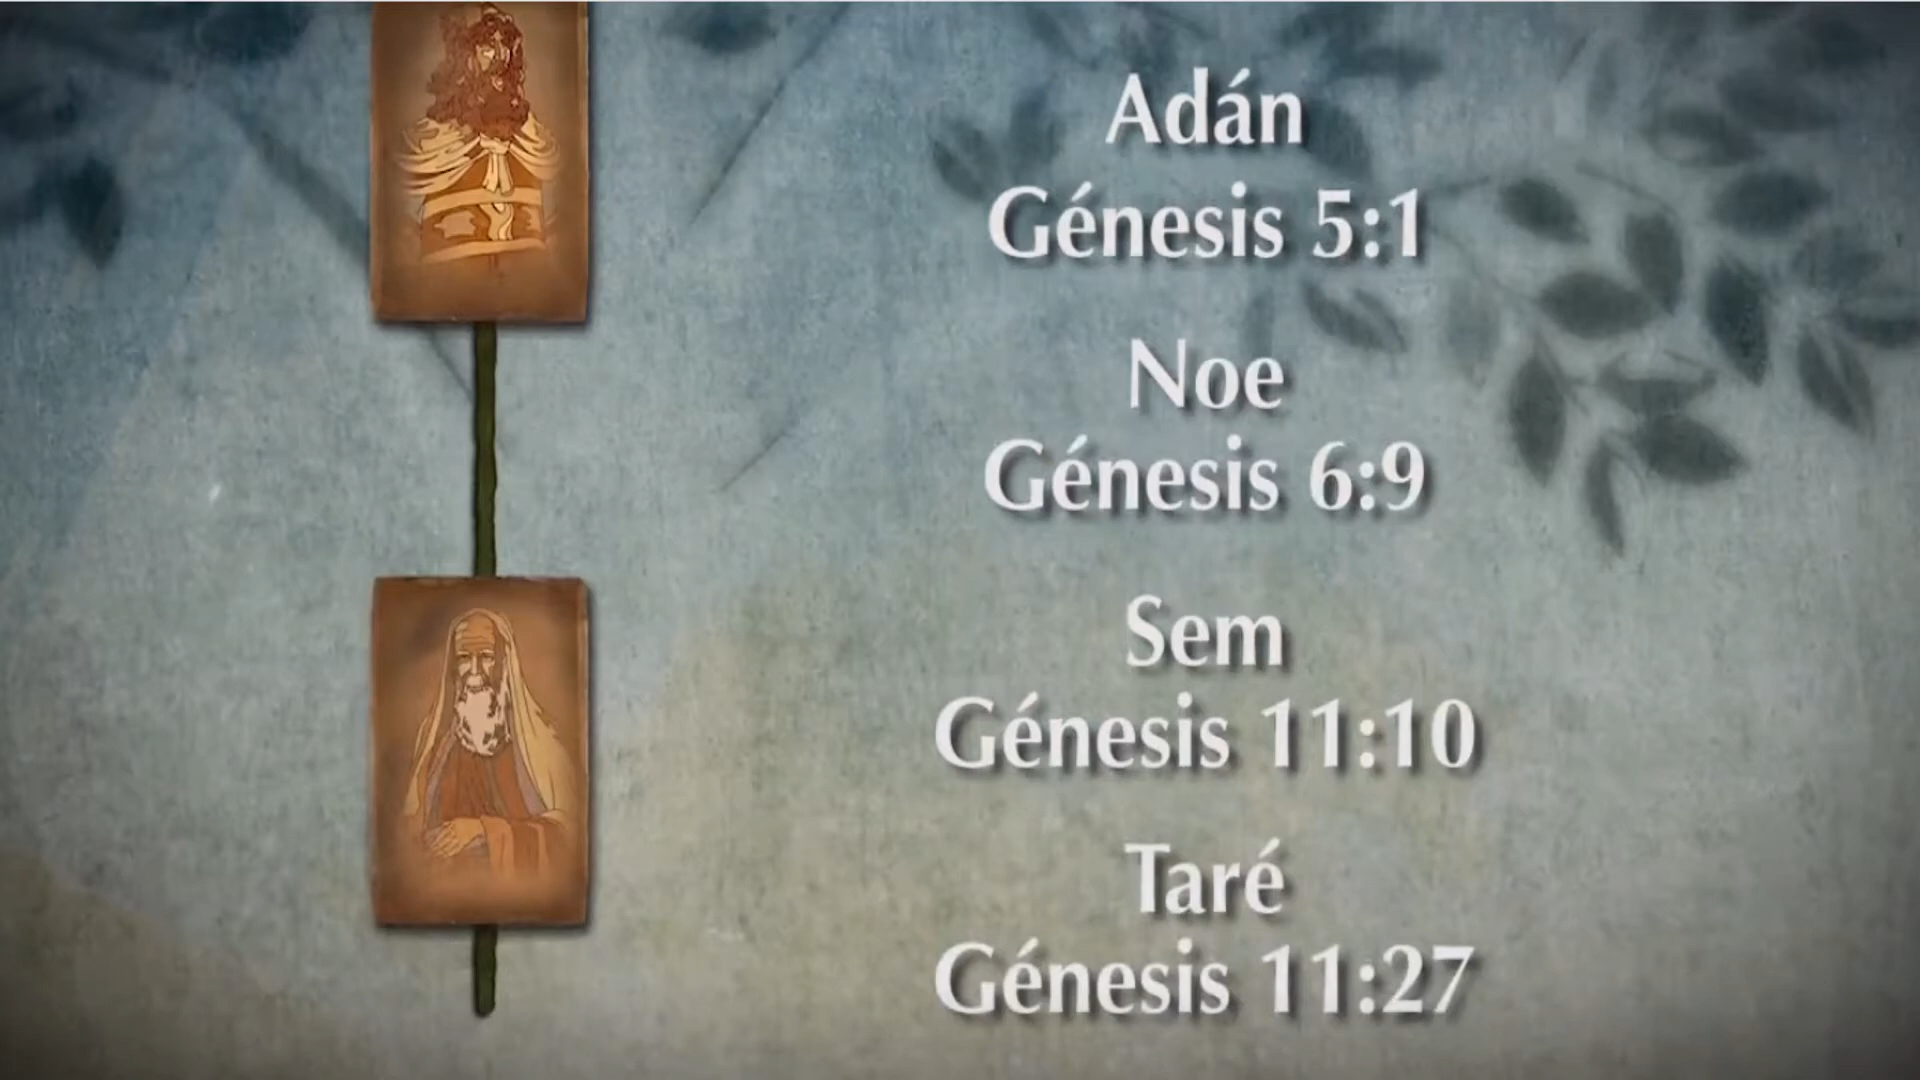 Adán
Génesis 5:1
Noe
Génesis 6:9
Sem
Génesis 11:10
Taré
Génesis 11:27